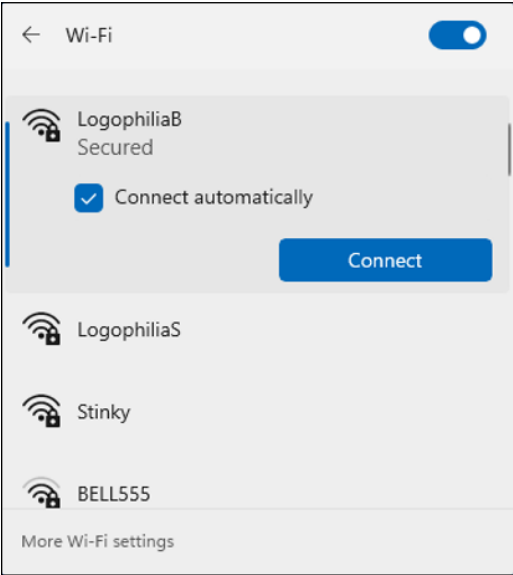 Wi-Fi
LogophiliaB
Secured
Connect automatically
Connect
LogophiliaS
Stinky
BELL555
More Wi-Fi settings